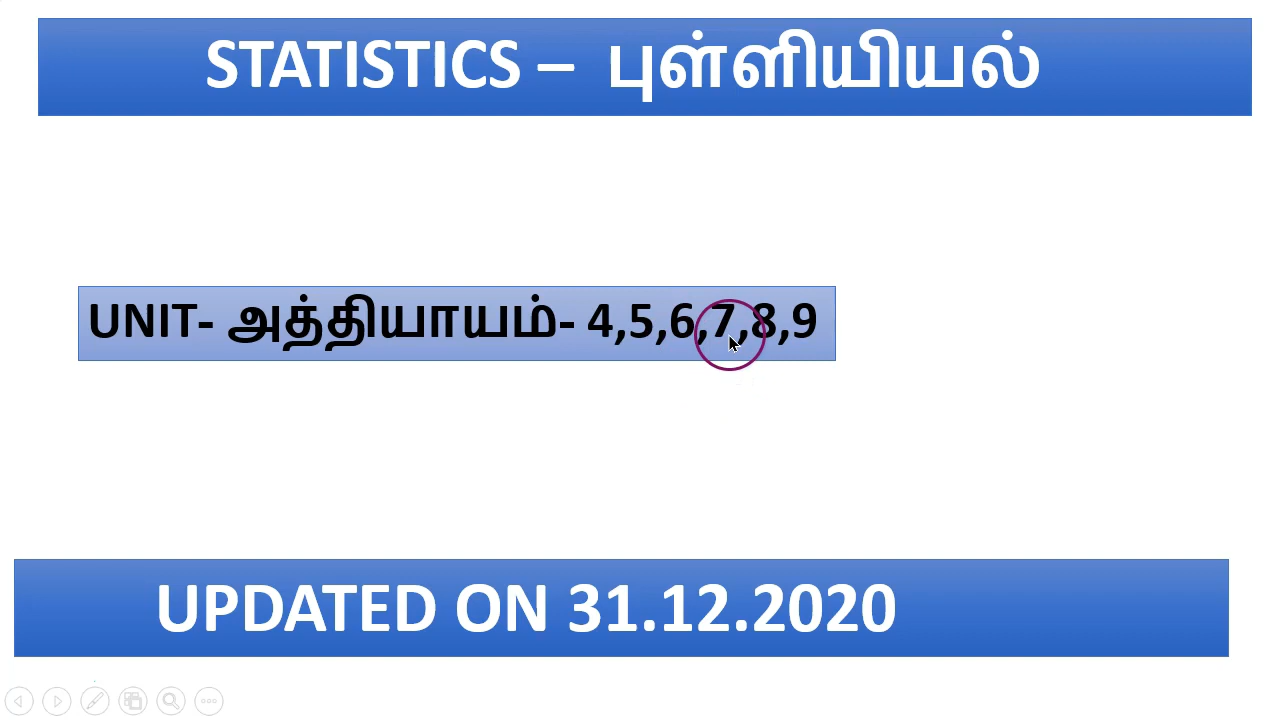 STATISTICS – புள்ளியியல்
UNIT- அத்தியாயம்- 4,5,6,7,8,9
UPDATED ON 31.12.2020